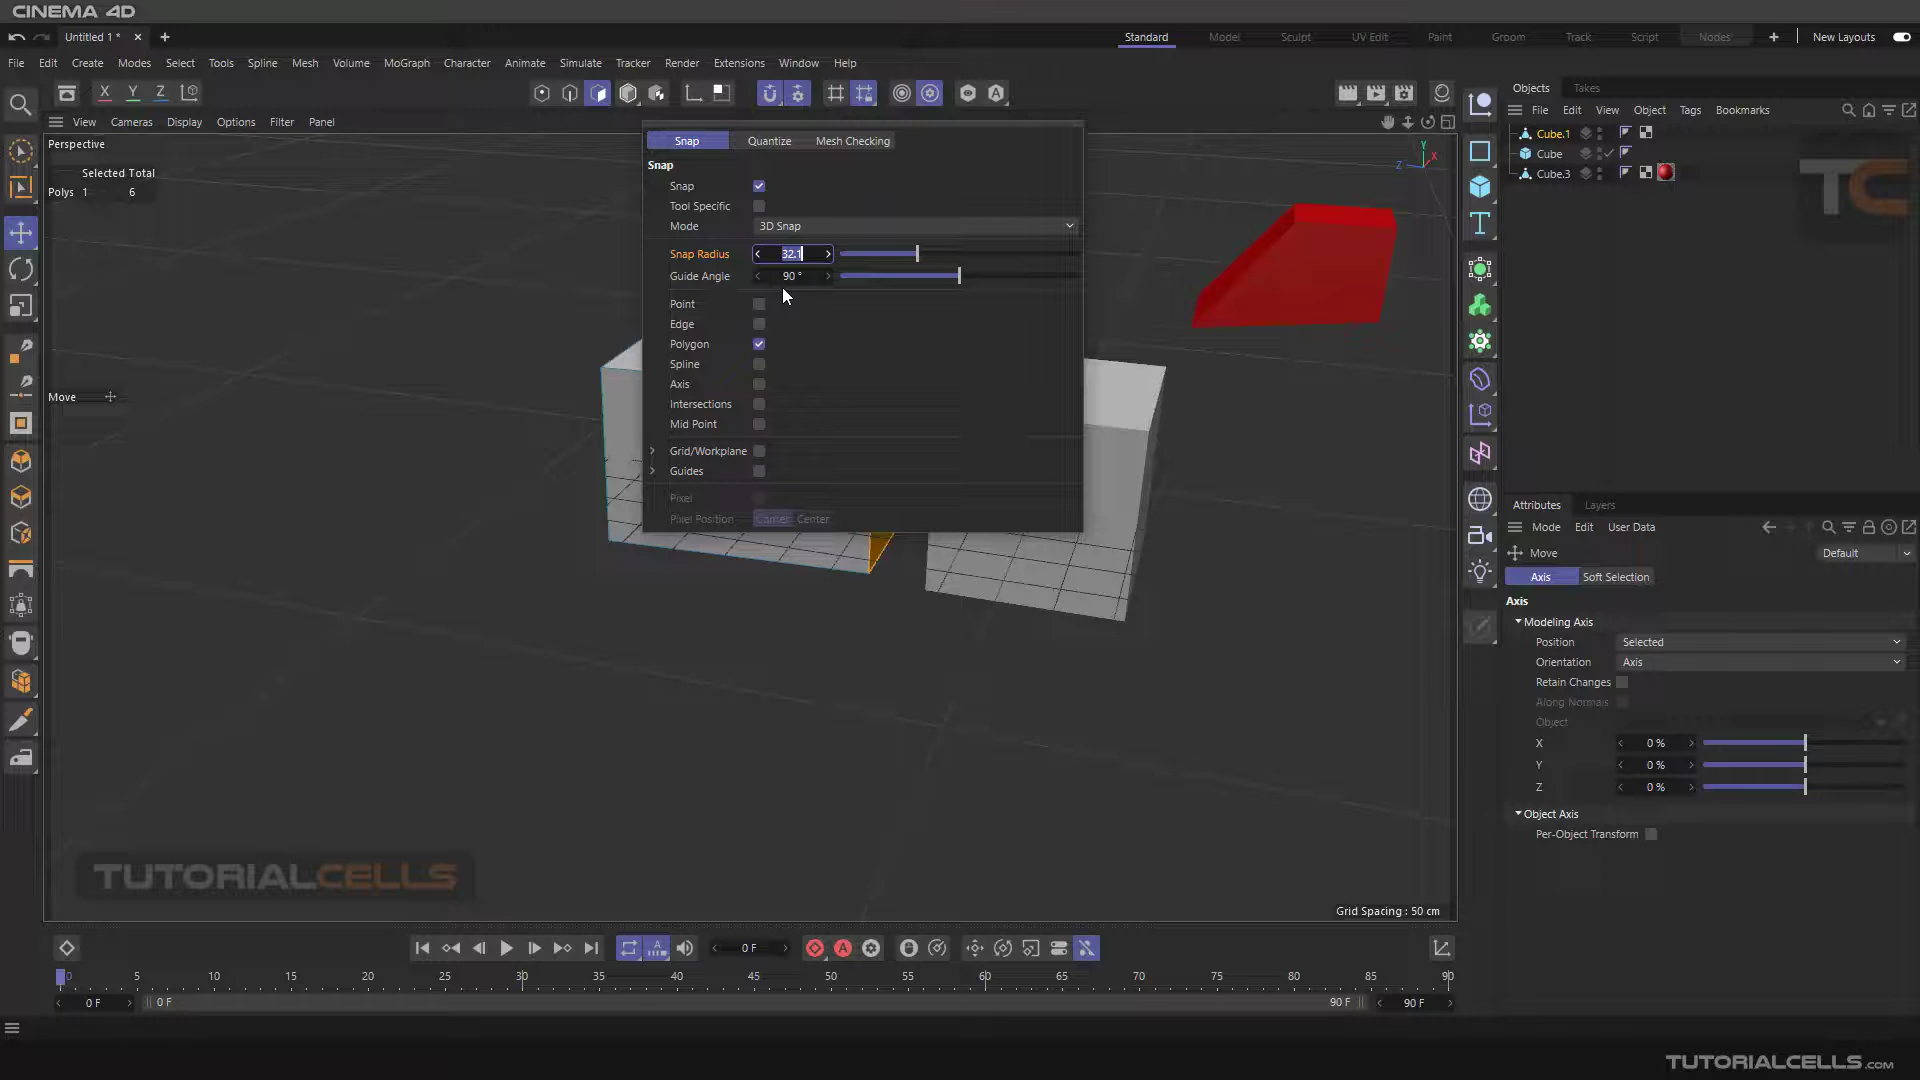 CINEMA 4D
Untitled 1 *
Standard Model Sculpt UV Edit Paint Groom Track Script Nodes New Layouts
File Edit Create Modes Select Tools Spline Mesh Volume MoGraph Character Animate Simulate Tracker Render Extensions Window Help
X Y Z
Objects Takes
View Cameras Display Options Filter Panel
File Edit View Object Tags Bookmarks
Perspective
Selected Total
Polys 1 6
Move
Snap Quantize Mesh Checking
Snap
Snap
Tool Specific
Mode 3D Snap
Snap Radius 32.1
Guide Angle 90 °
Point
Edge
Polygon
Spline
Axis
Intersections
Mid Point
Grid/Workplane
Guides
Pixel
Pixel Position Corner Center
Y
X
Z
Cube.1
Cube
Cube.3
TC
Attributes Layers
Mode Edit User Data
Move Default
Axis Soft Selection
Axis
Modeling Axis
Position Selected
Orientation Axis
Retain Changes
Along Normals
Object
X 0 %
Y 0 %
Z 0 %
Object Axis
Per-Object Transform
TUTORIALCELLS
Grid Spacing : 50 cm
0 F
0 5 10 15 20 25 30 35 40 45 50 55 60 65 70 75 80 85 90
0 F 0 F 90 F 90 F
TUTORIALCELLS.COM